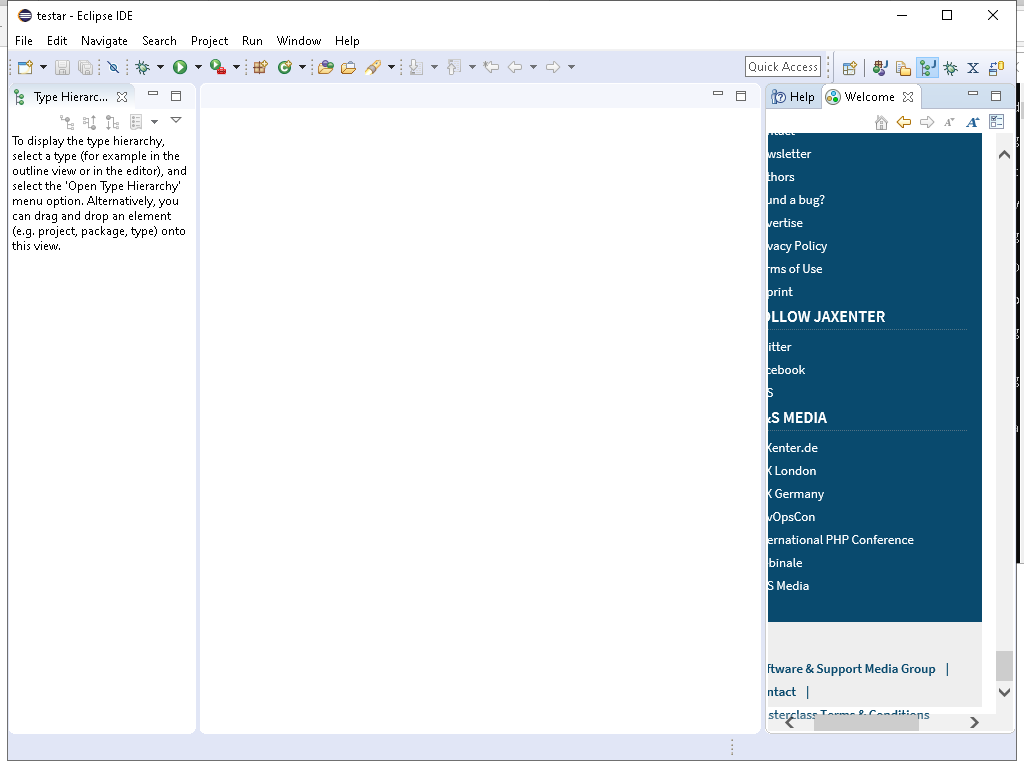 testar - Eclipse IDE
File Edit Navigate Search Project Run Window Help
Quick Access
Type Hierarc...
Help
Welcome
To display the type hierarchy,
select a type (for example in the
outline view or in the editor), and
select the 'Open Type Hierarchy'
menu option. Alternatively, you
can drag and drop an element
(e.g. project, package, type) onto
this view.
wsletter
thors
und a bug?
vertise
vacy Policy
rms of Use
print
OLLOW JAXENTER
itter
cebook
S
&S MEDIA
Xenter.de
X London
X Germany
vOpsCon
ernational PHP Conference
binale
S Media
ftware & Support Media Group |
ntact |
sterclass Terms & Conditions